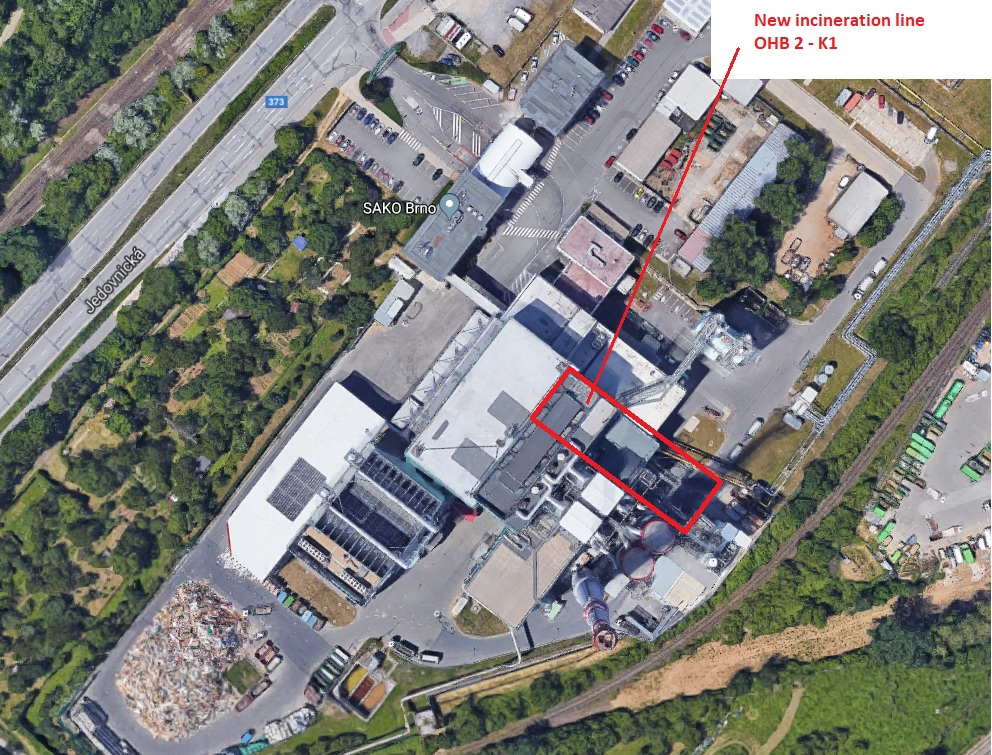 New incineration line
OHB 2 - K1
373
SAKO Brno
Jedovnická